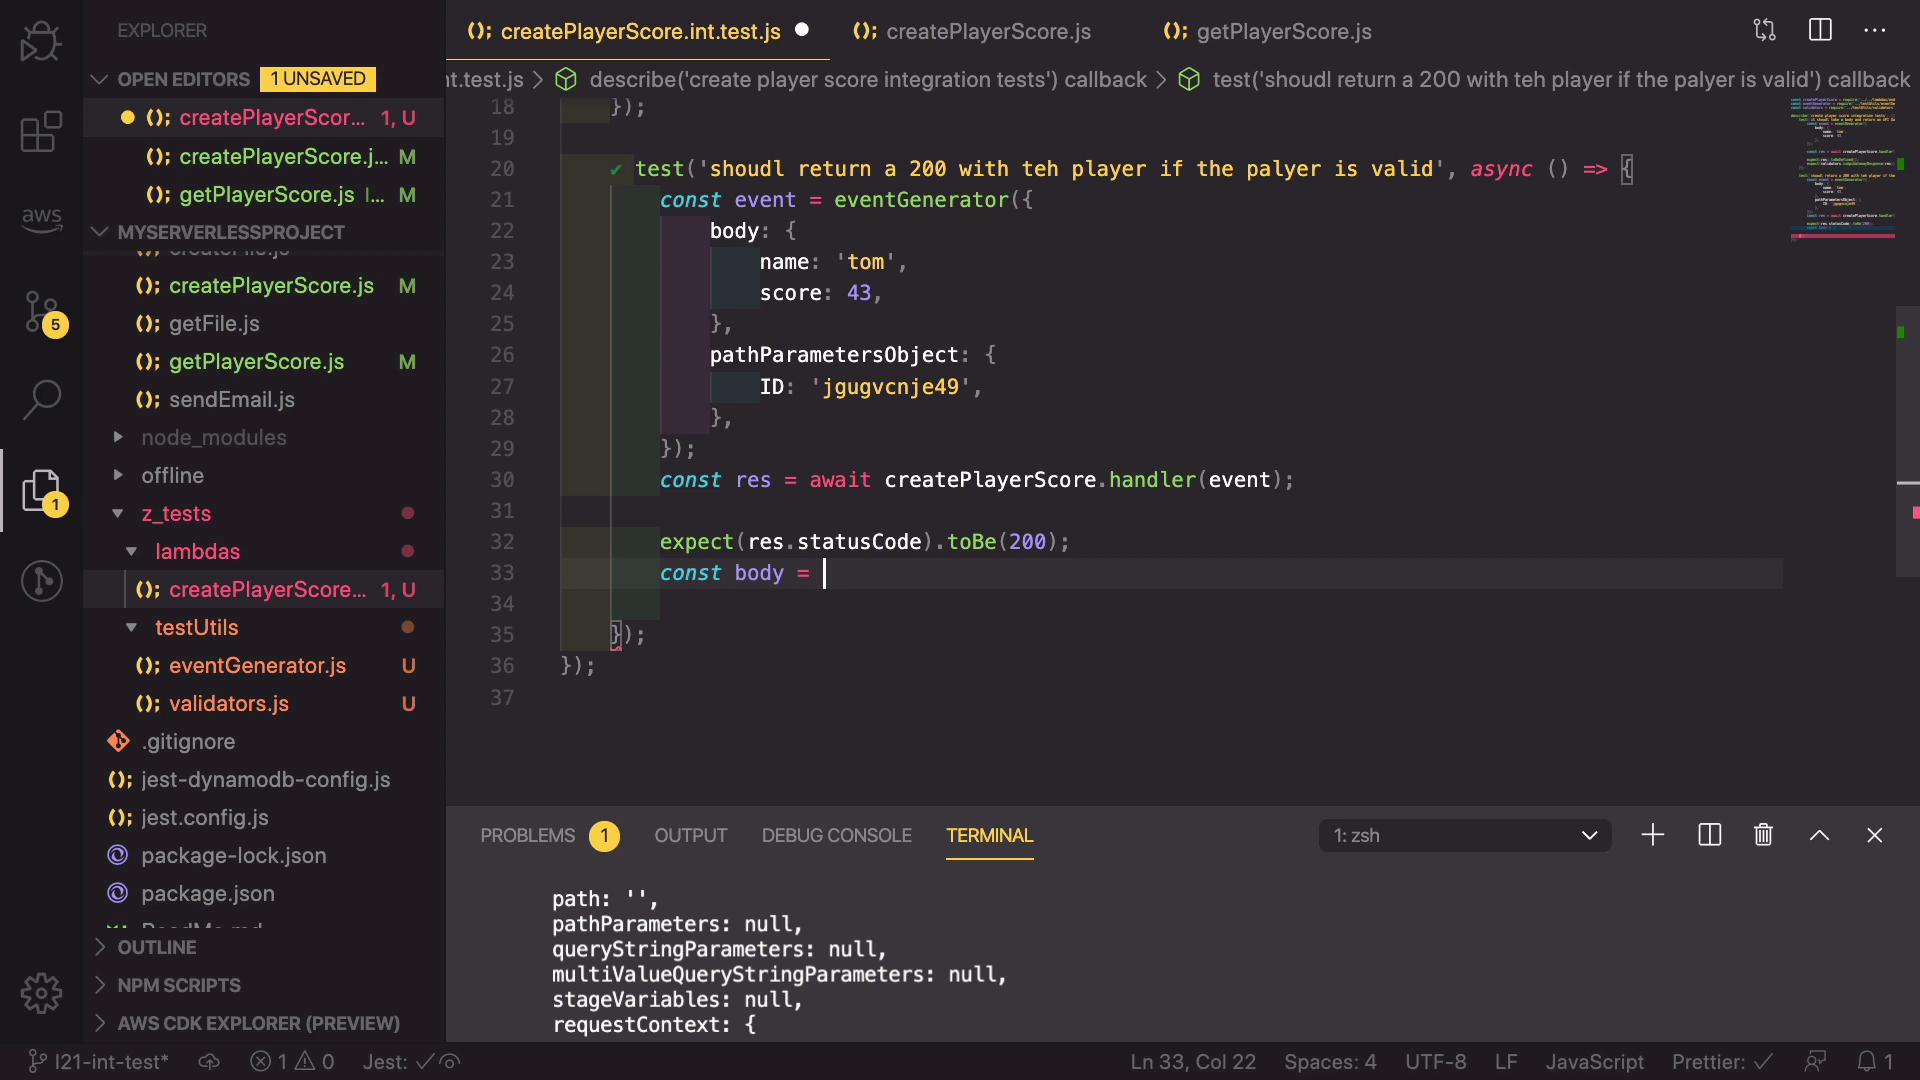 EXPLORER
OPEN EDITORS 1 UNSAVED
createPlayerScor... 1, U
createPlayerScore.j... M
getPlayerScore.js l... M
MYSERVERLESSPROJECT
createPlayerScore.js M
getFile.js
getPlayerScore.js M
sendEmail.js
node_modules
offline
z_tests
lambdas
createPlayerScore... 1, U
testUtils
eventGenerator.js U
validators.js U
.gitignore
jest-dynamodb-config.js
jest.config.js
package-lock.json
package.json
OUTLINE
NPM SCRIPTS
AWS CDK EXPLORER (PREVIEW)
aws
5
1
createPlayerScore.int.test.js
createPlayerScore.js
getPlayerScore.js
nt.test.js > describe('create player score integration tests') callback > test('shoudl return a 200 with teh player if the palyer is valid') callback
18 });
19
20 test('shoudl return a 200 with teh player if the palyer is valid', async () => {
21 const event = eventGenerator({
22 body: {
23 name: 'tom',
24 score: 43,
25 },
26 pathParametersObject: {
27 ID: 'jgugvcnje49',
28 },
29 });
30 const res = await createPlayerScore.handler(event);
31
32 expect(res.statusCode).toBe(200);
33 const body =
34
35 });
36 });
37
PROBLEMS 1 OUTPUT DEBUG CONSOLE TERMINAL 1: zsh
path: '',
pathParameters: null,
queryStringParameters: null,
multiValueQueryStringParameters: null,
stageVariables: null,
requestContext: {
l21-int-test* 1 0 Jest: Ln 33, Col 22 Spaces: 4 UTF-8 LF JavaScript Prettier: 1